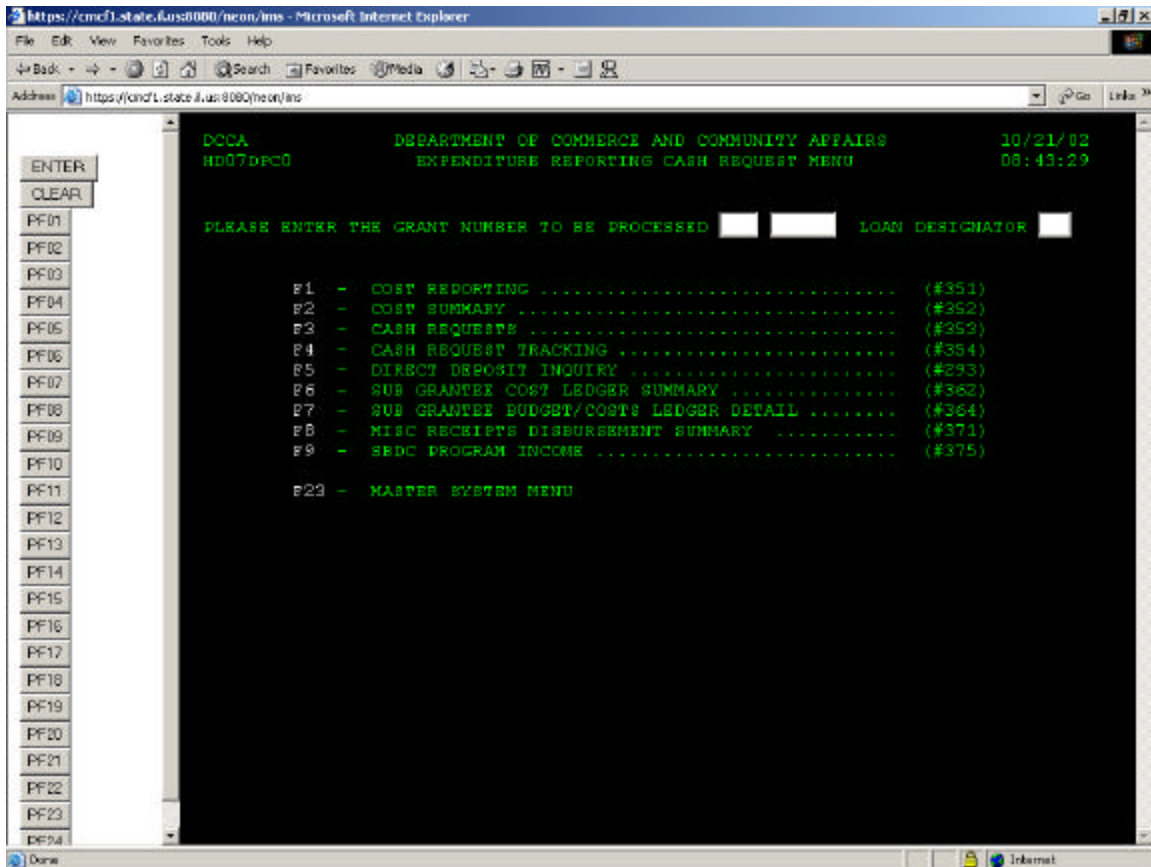 https://cmcf1.state.il.us:8080/neon/ims - Microsoft Internet Explorer
File Edit View Favorites Tools Help
Back Search Favorites Media
Address https://cmcf1.state.il.us:8080/neon/ims Go Links
DCCA DEPARTMENT OF COMMERCE AND COMMUNITY AFFAIRS 10/21/02
HD07DPC0 EXPENDITURE REPORTING CASH REQUEST MENU 08:43:29
PLEASE ENTER THE GRANT NUMBER TO BE PROCESSED LOAN DESIGNATOR
F1 - COST REPORTING ................................ (#351)
F2 - COST SUMMARY .................................. (#352)
F3 - CASH REQUESTS ................................. (#353)
F4 - CASH REQUEST TRACKING ......................... (#354)
F5 - DIRECT DEPOSIT INQUIRY ........................ (#293)
F6 - SUB GRANTEE COST LEDGER SUMMARY ............... (#362)
F7 - SUB GRANTEE BUDGET/COSTS LEDGER DETAIL ........ (#364)
F8 - MISC RECEIPTS DISBURSEMENT SUMMARY ........... (#371)
F9 - SBDC PROGRAM INCOME ........................... (#375)
F23 - MASTER SYSTEM MENU
ENTER
CLEAR
PF01
PF02
PF03
PF04
PF05
PF06
PF07
PF08
PF09
PF10
PF11
PF12
PF13
PF14
PF15
PF16
PF17
PF18
PF19
PF20
PF21
PF22
PF23
PF24
Done Internet